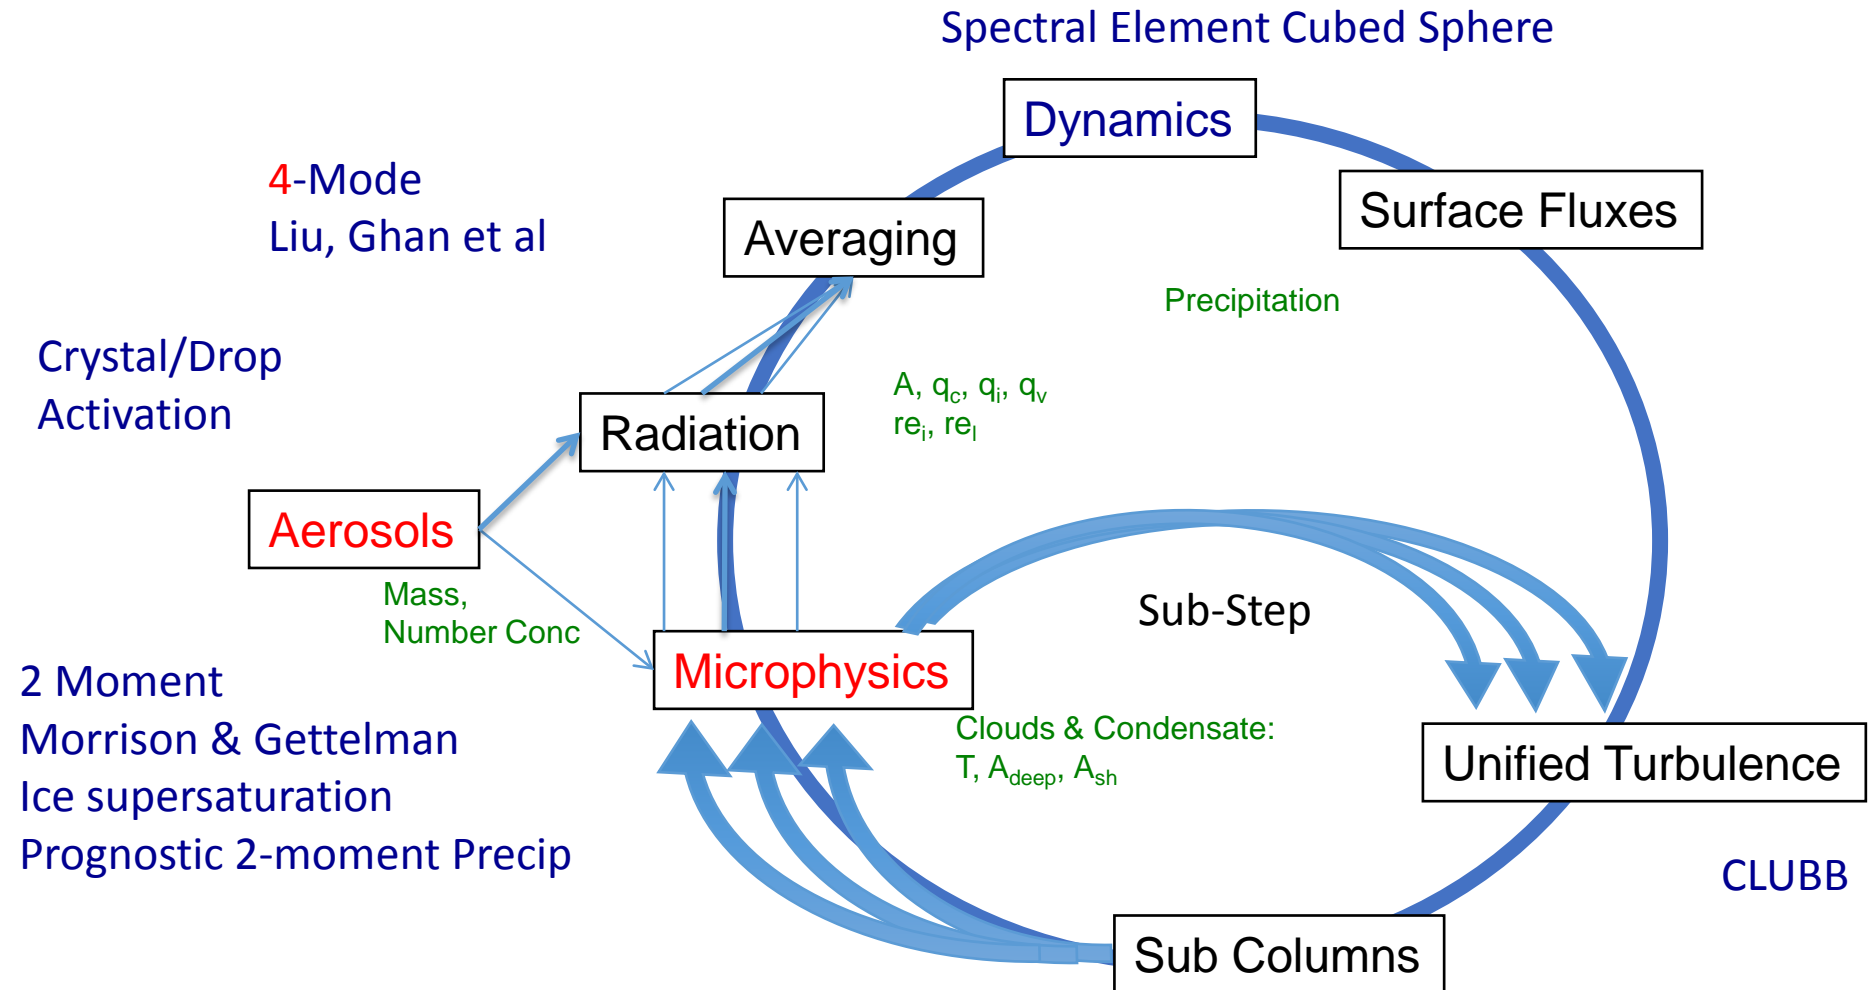 Spectral Element Cubed Sphere
Dynamics
4-Mode
Liu, Ghan et al
Surface Fluxes
Averaging
Precipitation
Crystal/Drop
Activation
A, qc, qi, qv
rei, rel
Radiation
Aerosols
Mass,
Number Conc
Sub-Step
Microphysics
2 Moment
Morrison & Gettelman
Ice supersaturation
Prognostic 2-moment Precip
Clouds & Condensate:
T, Adeep, Ash
Unified Turbulence
CLUBB
Sub Columns